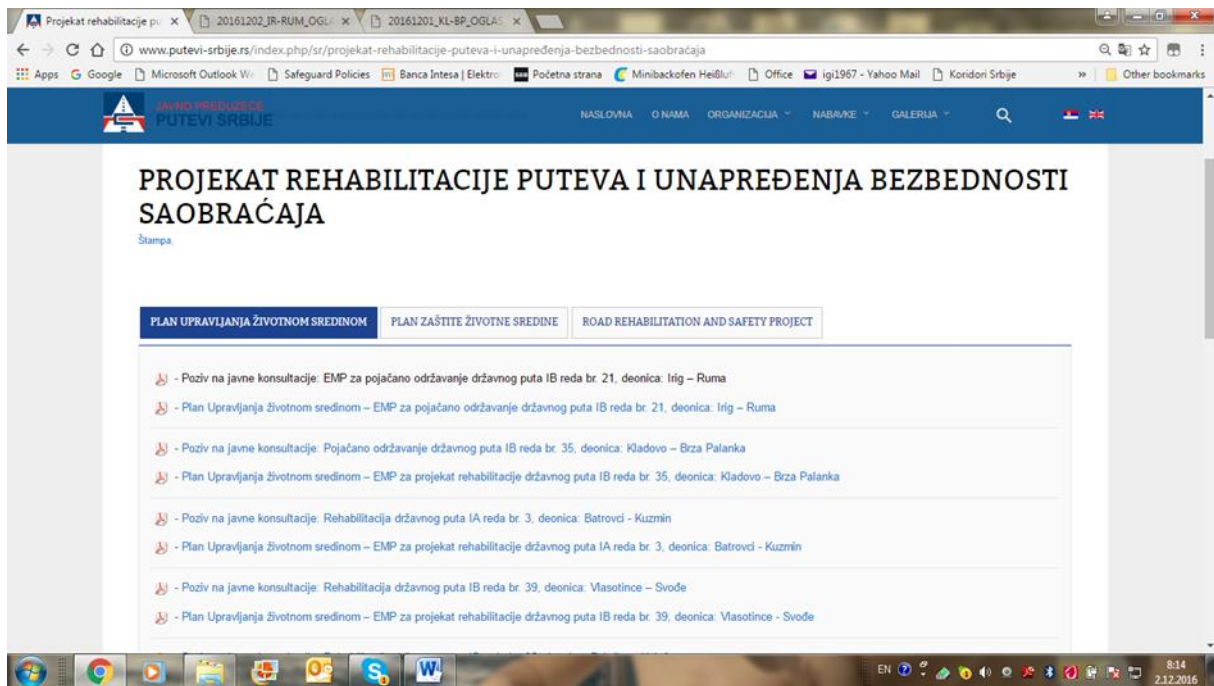 Projekat rehabilitacije pu
20161202_IR-RUM_OGLA
20161201_KL-BP_OGLAS
www.putevi-srbije.rs/index.php/sr/projekat-rehabilitacije-puteva-i-unapređenja-bezbednosti-saobraćaja
Apps Google Microsoft Outlook W Safeguard Policies Banca Intesa | Elektro Početna strana Minibackofen Heißluf Office igi1967 - Yahoo Mail Koridori Srbije » Other bookmarks
JAVNO PREDUZEĆE
PUTEVI SRBIJE
NASLOVNA O NAMA ORGANIZACIJA NABAVKE GALERIJA
PROJEKAT REHABILITACIJE PUTEVA I UNAPREĐENJA BEZBEDNOSTI
SAOBRAĆAJA
Štampa,
PLAN UPRAVLJANJA ŽIVOTNOM SREDINOM PLAN ZAŠTITE ŽIVOTNE SREDINE ROAD REHABILITATION AND SAFETY PROJECT
- Poziv na javne konsultacije: EMP za pojačano održavanje državnog puta IB reda br. 21, deonica: Irig – Ruma
- Plan Upravljanja životnom sredinom – EMP za pojačano održavanje državnog puta IB reda br. 21, deonica: Irig – Ruma
- Poziv na javne konsultacije: Pojačano održavanje državnog puta IB reda br. 35, deonica: Kladovo – Brza Palanka
- Plan Upravljanja životnom sredinom – EMP za projekat rehabilitacije državnog puta IB reda br. 35, deonica: Kladovo – Brza Palanka
- Poziv na javne konsultacije: Rehabilitacija državnog puta IA reda br. 3, deonica: Batrovci - Kuzmin
- Plan Upravljanja životnom sredinom – EMP za projekat rehabilitacije državnog puta IA reda br. 3, deonica: Batrovci - Kuzmin
- Poziv na javne konsultacije: Rehabilitacija državnog puta IB reda br. 39, deonica: Vlasotince – Svođe
- Plan Upravljanja životnom sredinom – EMP za projekat rehabilitacije državnog puta IB reda br. 39, deonica: Vlasotince - Svođe
EN
8:14
2.12.2016